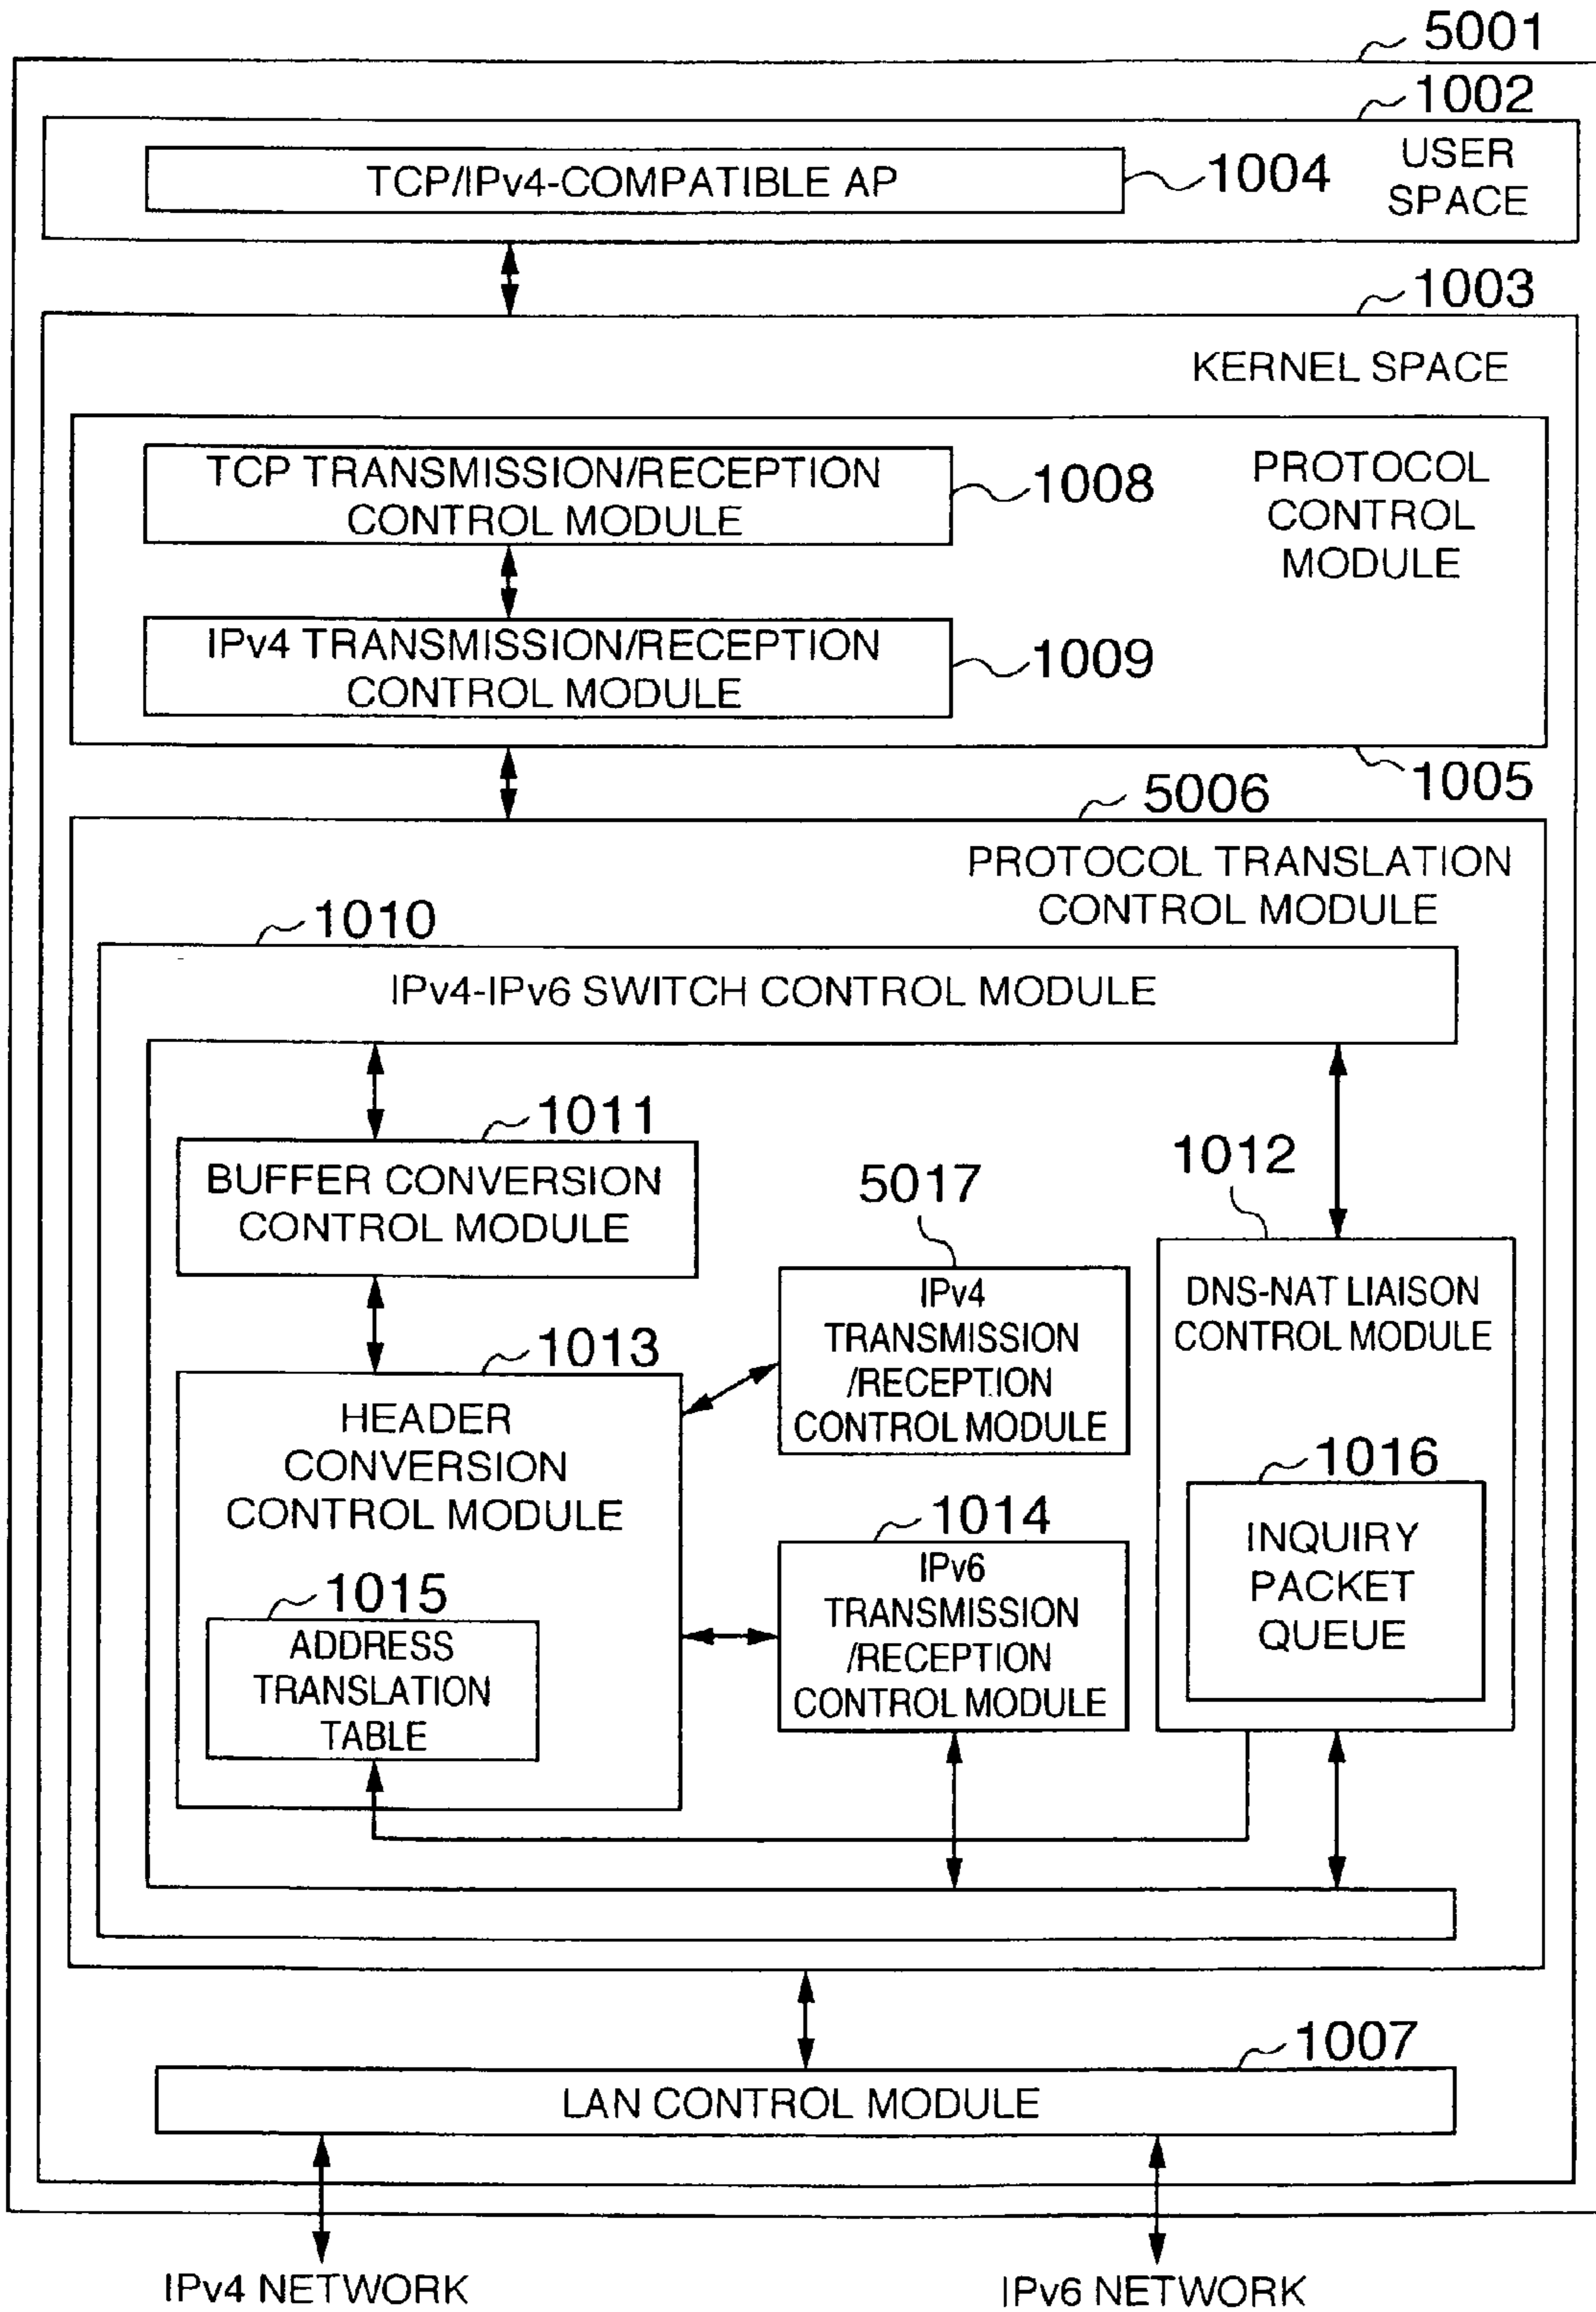 5001
1002
USER
SPACE
TCP/IPv4-COMPATIBLE AP
1004
1003
KERNEL SPACE
TCP TRANSMISSION/RECEPTION
CONTROL MODULE
1008
PROTOCOL
CONTROL
MODULE
IPv4 TRANSMISSION/RECEPTION
CONTROL MODULE
1009
1005
5006
PROTOCOL TRANSLATION
CONTROL MODULE
1010
IPv4-IPv6 SWITCH CONTROL MODULE
1011
BUFFER CONVERSION
CONTROL MODULE
5017
IPv4
TRANSMISSION
/RECEPTION
CONTROL MODULE
1012
DNS-NAT LIAISON
CONTROL MODULE
1013
HEADER
CONVERSION
CONTROL MODULE
1014
IPv6
TRANSMISSION
/RECEPTION
CONTROL MODULE
1016
INQUIRY
PACKET
QUEUE
1015
ADDRESS
TRANSLATION
TABLE
1007
LAN CONTROL MODULE
IPv4 NETWORK
IPv6 NETWORK